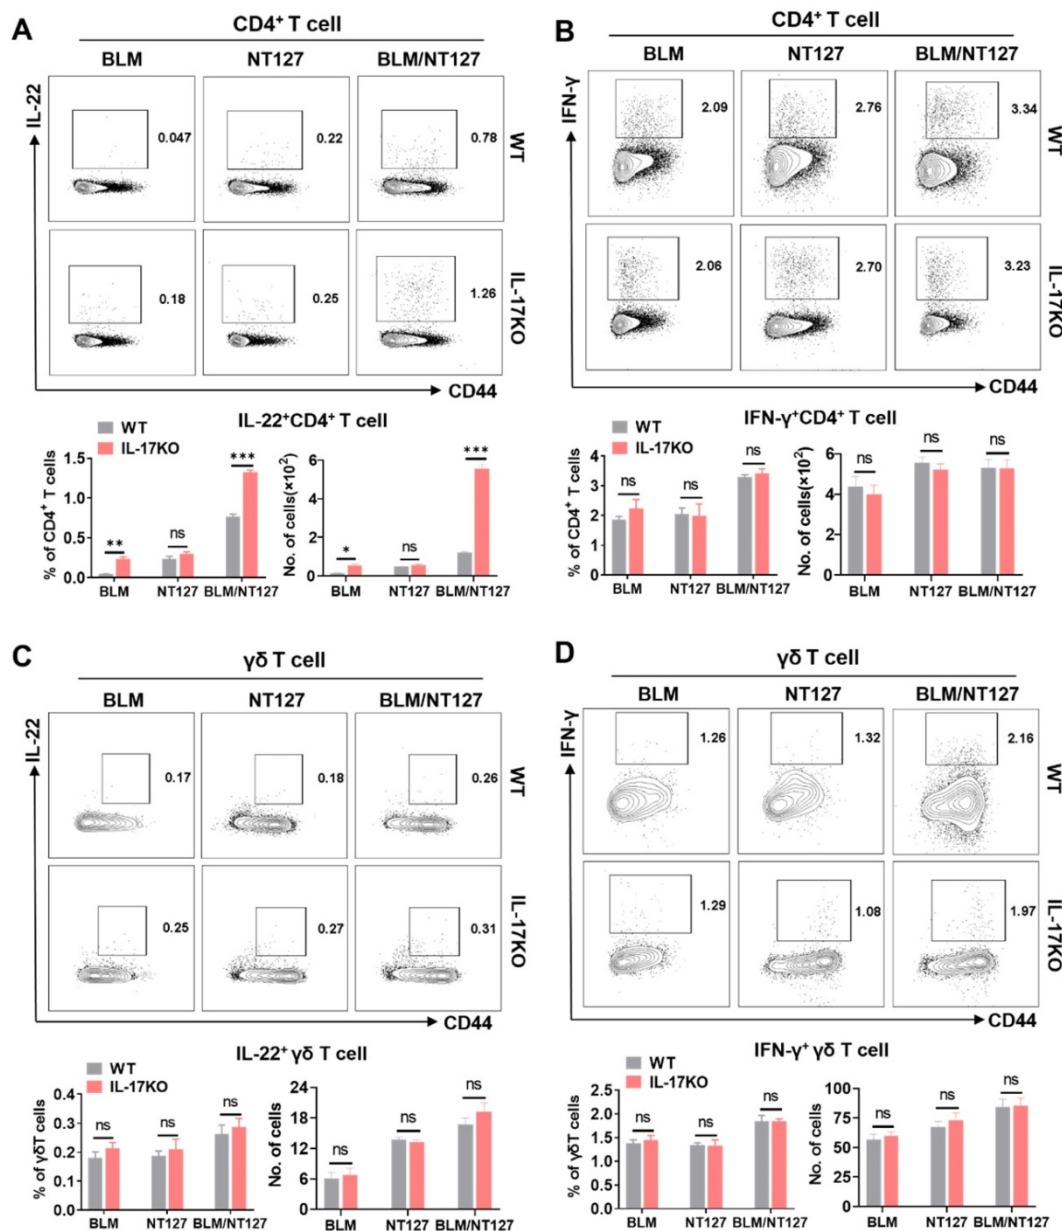 A
CD4⁺ T cell
BLM NT127 BLM/NT127
IL-22
0.047 0.22 0.78
WT
0.18 0.25 1.26
IL-17KO
CD44
IL-22⁺CD4⁺ T cell
WT
IL-17KO
% of CD4⁺ T cells
1.5
1.0
0.5
0.0
** ns ***
BLM NT127 BLM/NT127
No. of cells(×10²)
6
4
2
0
* ns ***
BLM NT127 BLM/NT127
B
CD4⁺ T cell
BLM NT127 BLM/NT127
IFN-γ
2.09 2.76 3.34
WT
2.06 2.70 3.23
IL-17KO
CD44
IFN-γ⁺CD4⁺ T cell
WT
IL-17KO
% of CD4⁺ T cells
4
3
2
1
0
ns ns ns
BLM NT127 BLM/NT127
No. of cells(×10²)
6
4
2
0
ns ns ns
BLM NT127 BLM/NT127
C
γδ T cell
BLM NT127 BLM/NT127
IL-22
0.17 0.18 0.26
WT
0.25 0.27 0.31
IL-17KO
CD44
IL-22⁺ γδ T cell
WT
IL-17KO
% of γδT cells
0.4
0.3
0.2
0.1
0.0
ns ns ns
BLM NT127 BLM/NT127
No. of cells
24
18
12
6
0
ns ns ns
BLM NT127 BLM/NT127
D
γδ T cell
BLM NT127 BLM/NT127
IFN-γ
1.26 1.32 2.16
WT
1.29 1.08 1.97
IL-17KO
CD44
IFN-γ⁺ γδ T cell
WT
IL-17KO
% of γδT cells
2.5
2.0
1.5
1.0
0.5
0.0
ns ns ns
BLM NT127 BLM/NT127
No. of cells
100
75
50
25
0
ns ns ns
BLM NT127 BLM/NT127